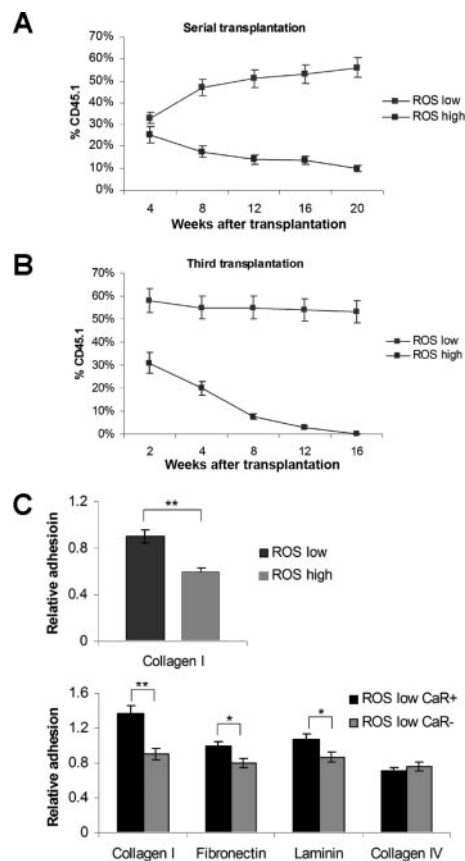 A
Serial transplantation
70%
60%
50%
40%
30%
20%
10%
0%
% CD45.1
4 8 12 16 20
Weeks after transplantation
ROS low
ROS high
B
Third transplantation
70%
60%
50%
40%
30%
20%
10%
0%
% CD45.1
2 4 8 12 16
Weeks after transplantation
ROS low
ROS high
C
Relative adhesioin
1.2
0.8
0.4
0
**
Collagen I
ROS low
ROS high
Relative adhesion
1.6
1.2
0.8
0.4
0
** * *
Collagen I Fibronectin Laminin Collagen IV
ROS low CaR+
ROS low CaR-